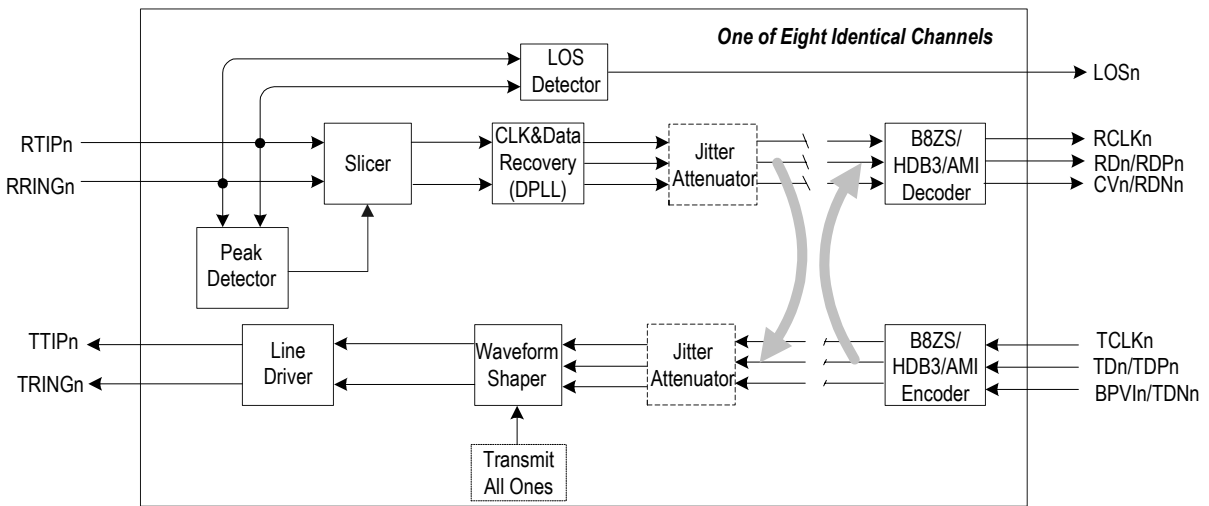 One of Eight Identical Channels
LOS
Detector
LOSn
RTIPn
RRINGn
Slicer
CLK&Data
Recovery
(DPLL)
Jitter
Attenuator
B8ZS/
HDB3/AMI
Decoder
RCLKn
RDn/RDPn
CVn/RDNn
Peak
Detector
TTIPn
TRINGn
Line
Driver
Waveform
Shaper
Jitter
Attenuator
B8ZS/
HDB3/AMI
Encoder
TCLKn
TDn/TDPn
BPVIn/TDNn
Transmit
All Ones